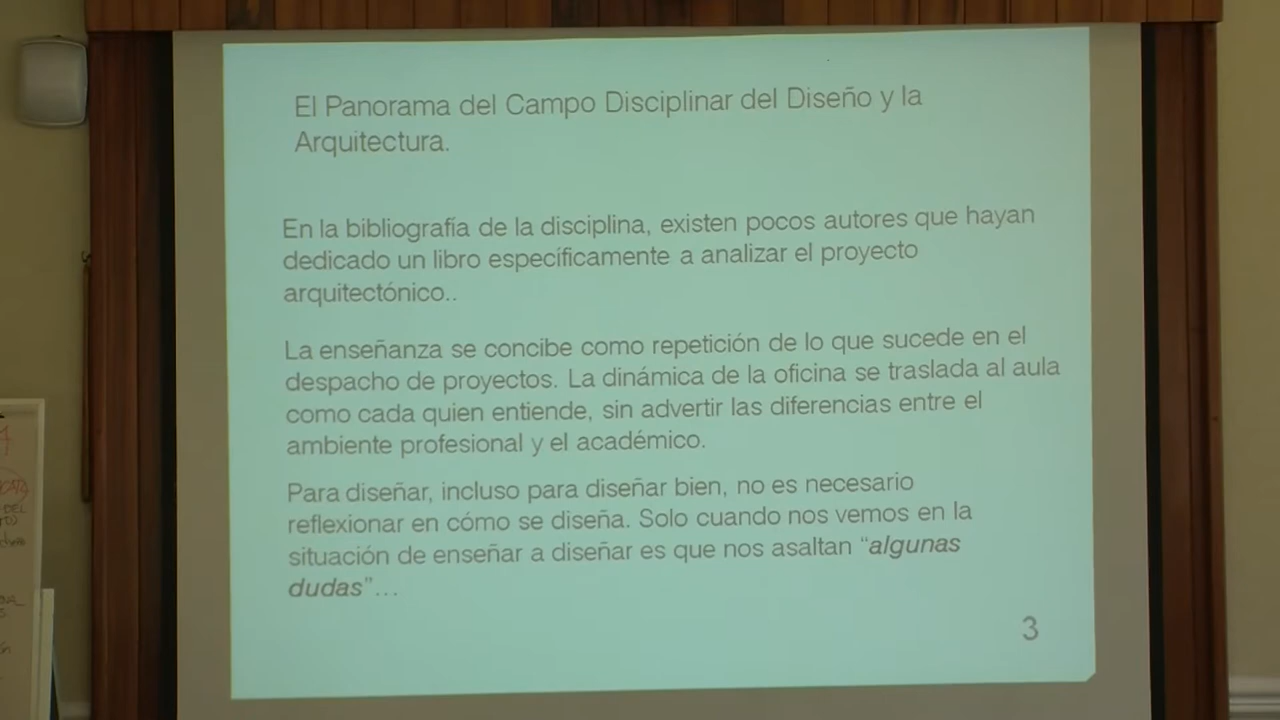 El Panorama del Campo Disciplinar del Diseño y la
Arquitectura.
En la bibliografía de la disciplina, existen pocos autores que hayan
dedicado un libro específicamente a analizar el proyecto
arquitectónico..
La enseñanza se concibe como repetición de lo que sucede en el
despacho de proyectos. La dinámica de la oficina se traslada al aula
como cada quien entiende, sin advertir las diferencias entre el
ambiente profesional y el académico.
Para diseñar, incluso para diseñar bien, no es necesario
reflexionar en cómo se diseña. Solo cuando nos vemos en la
situación de enseñar a diseñar es que nos asaltan “algunas
dudas”...
3
DEL